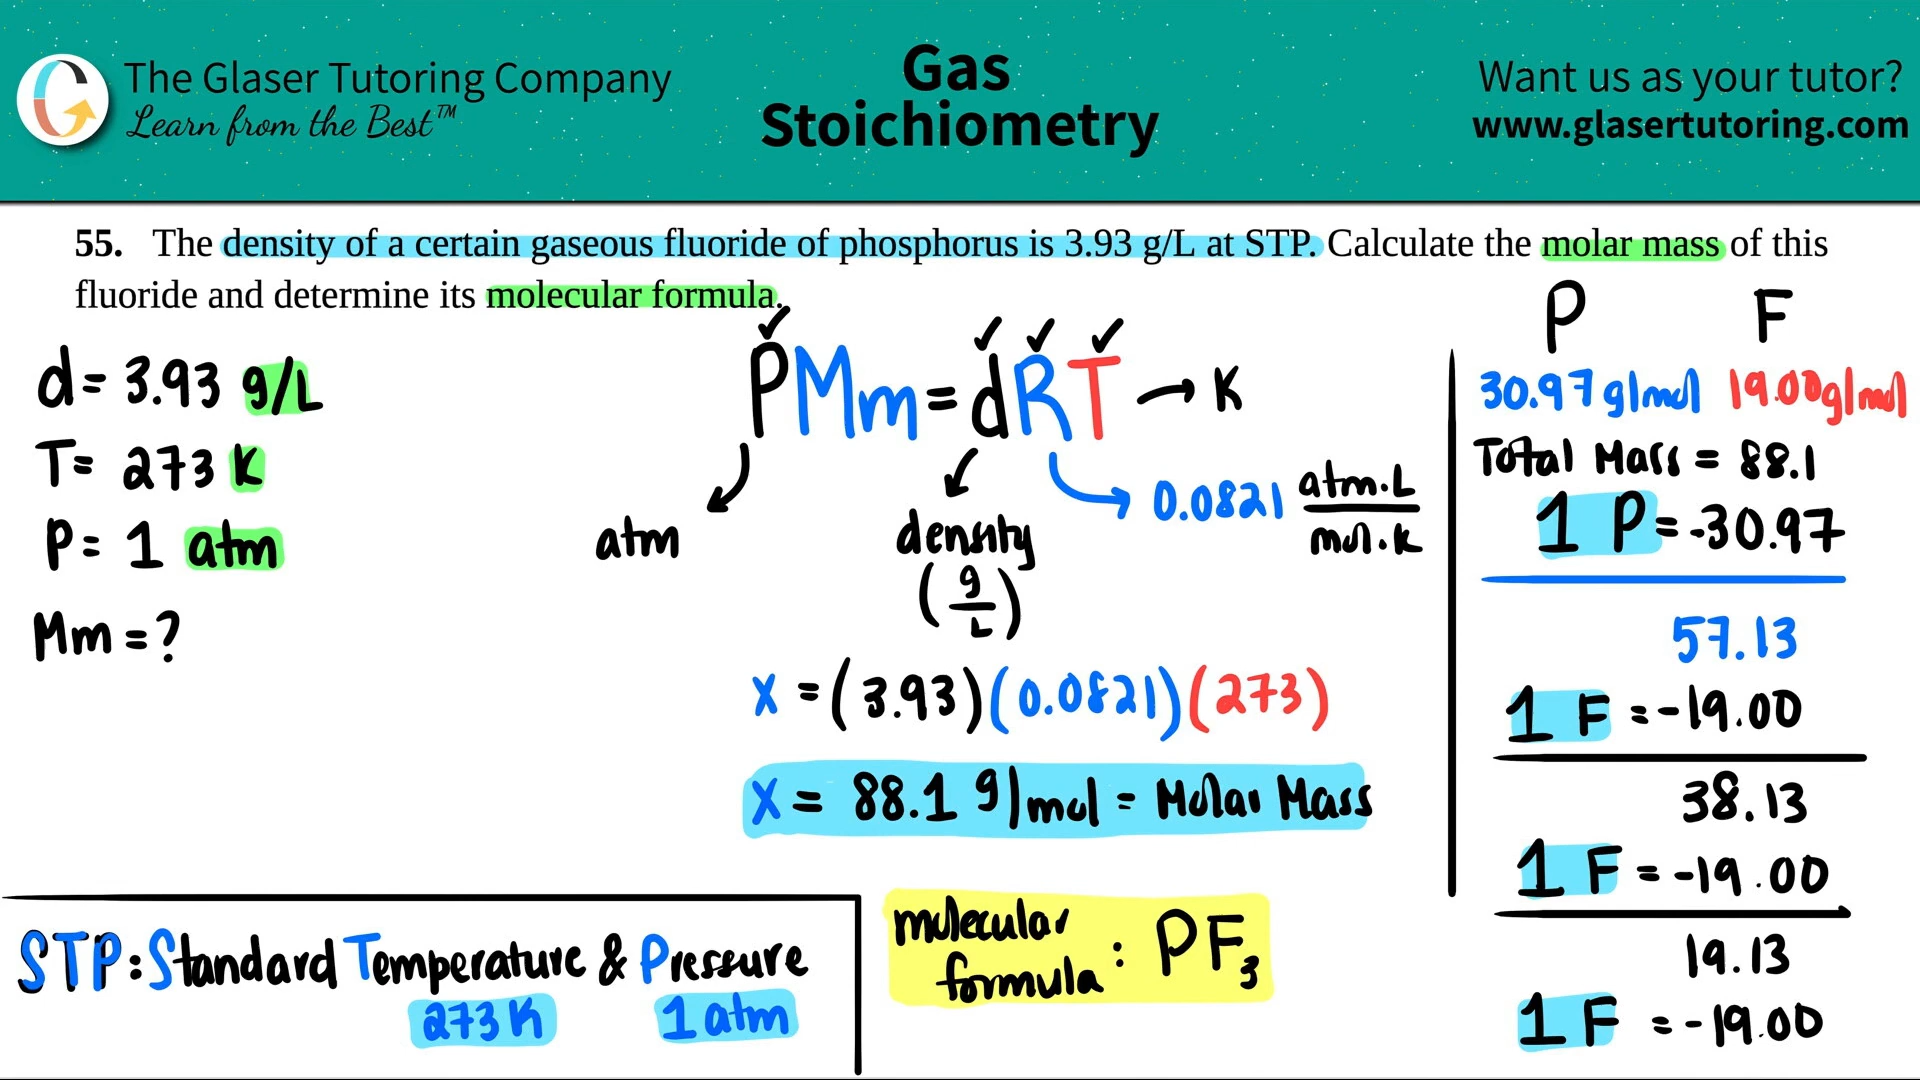 The Glaser Tutoring Company
Learn from the Best™
Gas
Stoichiometry
Want us as your tutor?
www.glasertutoring.com
55. The density of a certain gaseous fluoride of phosphorus is 3.93 g/L at STP. Calculate the molar mass of this
fluoride and determine its molecular formula.
d = 3.93 g/L
T = 273 K
P = 1 atm
Mm = ?
✓ ✓ ✓ ✓
PMm = dRT → K
atm
density
(g/L)
0.0821 atm·L/mol·K
x = (3.93)(0.0821)(273)
x = 88.1 g/mol = Molar Mass
molecular
formula : PF₃
STP: Standard Temperature & Pressure
273 K 1 atm
P F
30.97 g/mol 19.00 g/mol
Total Mass = 88.1
1 P = -30.97
57.13
1 F = -19.00
38.13
1 F = -19.00
19.13
1 F = -19.00